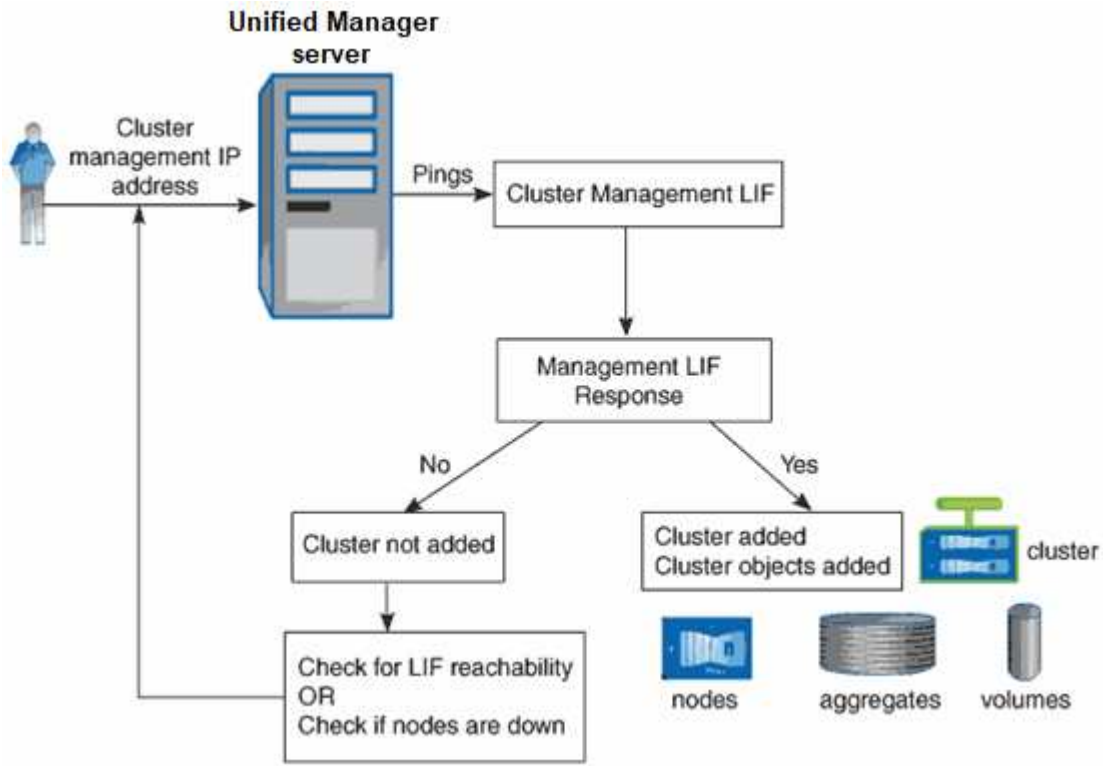 Unified Manager
server
Cluster
management IP
address
Pings
Cluster Management LIF
Management LIF
Response
No
Yes
Cluster not added
Cluster added
Cluster objects added
cluster
Check for LIF reachability
OR
Check if nodes are down
nodes
aggregates
volumes